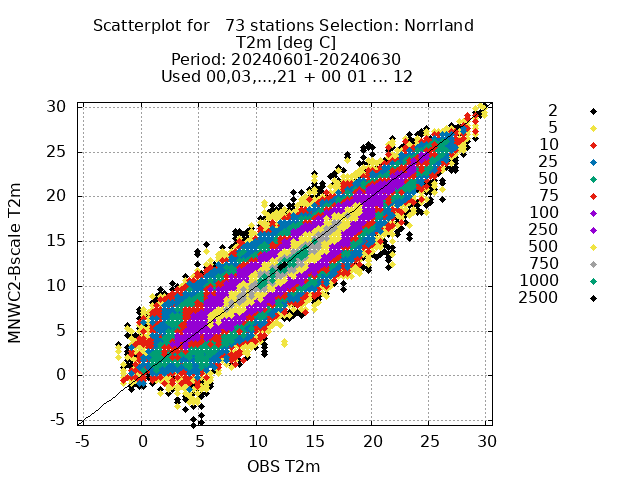 Scatterplot for   73 stations Selection: Norrland
T2m [deg C]
Period: 20240601-20240630
Used 00,03,...,21 + 00 01 ... 12
30
25
20
15
10
5
0
-5
MNWC2-Bscale T2m
-5 0 5 10 15 20 25 30
OBS T2m
2
5
10
25
50
75
100
250
500
750
1000
2500